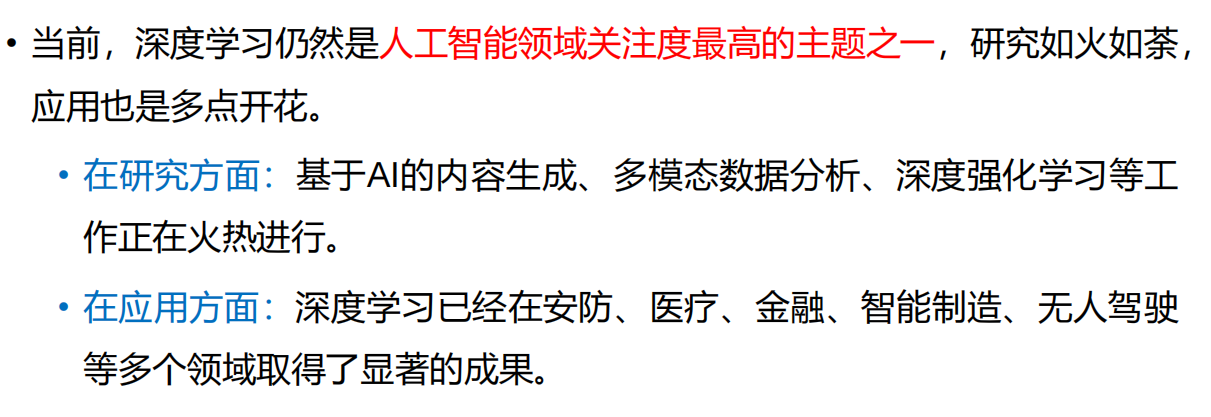 • 当前，深度学习仍然是人工智能领域关注度最高的主题之一，研究如火如荼，
应用也是多点开花。
• 在研究方面：基于AI的内容生成、多模态数据分析、深度强化学习等工
作正在火热进行。
• 在应用方面：深度学习已经在安防、医疗、金融、智能制造、无人驾驶
等多个领域取得了显著的成果。